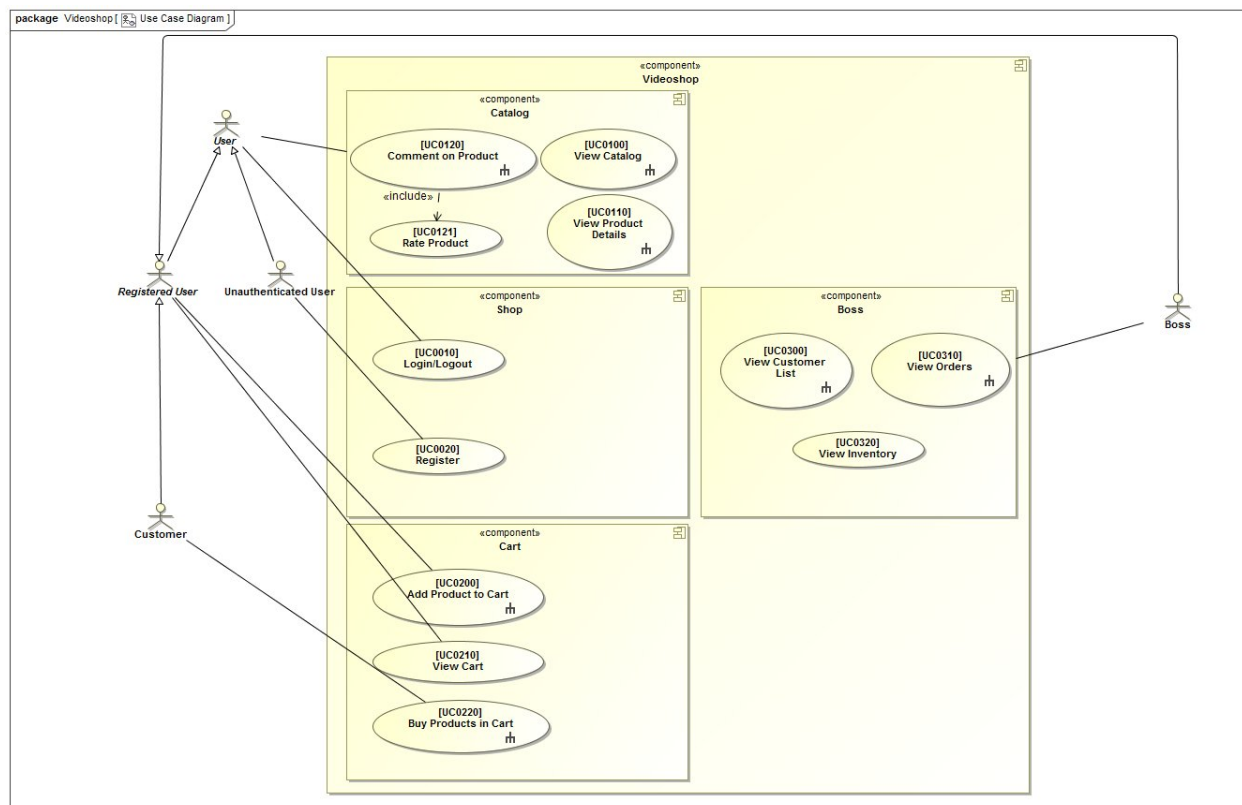 package Videoshop [ Use Case Diagram ]
«component»
Videoshop
«component»
Catalog
User
[UC0120]
Comment on Product
[UC0100]
View Catalog
«include»
[UC0110]
View Product
Details
[UC0121]
Rate Product
Registered User
Unauthenticated User
«component»
Shop
«component»
Boss
Boss
[UC0010]
Login/Logout
[UC0300]
View Customer
List
[UC0310]
View Orders
[UC0020]
Register
[UC0320]
View Inventory
Customer
«component»
Cart
[UC0200]
Add Product to Cart
[UC0210]
View Cart
[UC0220]
Buy Products in Cart